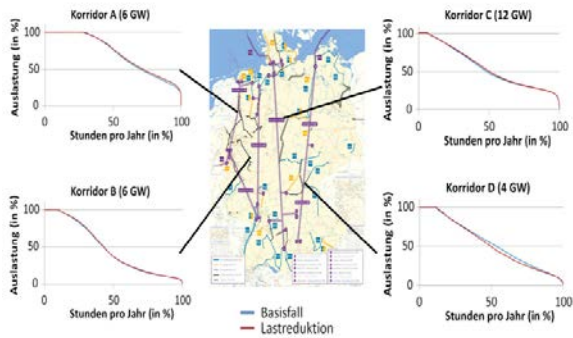 Korridor A (6 GW)
Auslastung (in %)
100
50
0
0
50
100
Stunden pro Jahr (in %)
Korridor C (12 GW)
Auslastung (in %)
100
50
0
0
50
100
Stunden pro Jahr (in %)
Korridor B (6 GW)
Auslastung (in %)
100
50
0
0
50
100
Stunden pro Jahr (in %)
Korridor D (4 GW)
Auslastung (in %)
100
50
0
0
50
100
Stunden pro Jahr (in %)
Basisfall
Lastreduktion